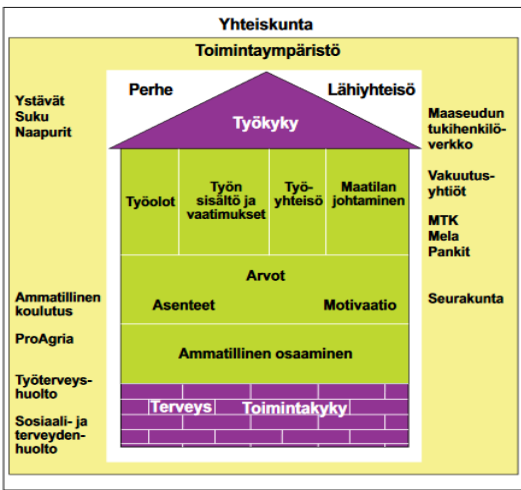 Yhteiskunta
Toimintaympäristö
Perhe
Lähiyhteisö
Ystävät
Suku
Naapurit
Työkyky
Maaseudun
tukihenkilö-
verkko
Vakuutus-
yhtiöt
MTK
Mela
Pankit
Seurakunta
Työolot
Työn
sisältö ja
vaatimukset
Työ-
yhteisö
Maatilan
johtaminen
Arvot
Asenteet
Motivaatio
Ammatillinen osaaminen
Terveys
Toimintakyky
Ammatillinen
koulutus
ProAgria
Työterveys-
huolto
Sosiaali- ja
terveyden-
huolto